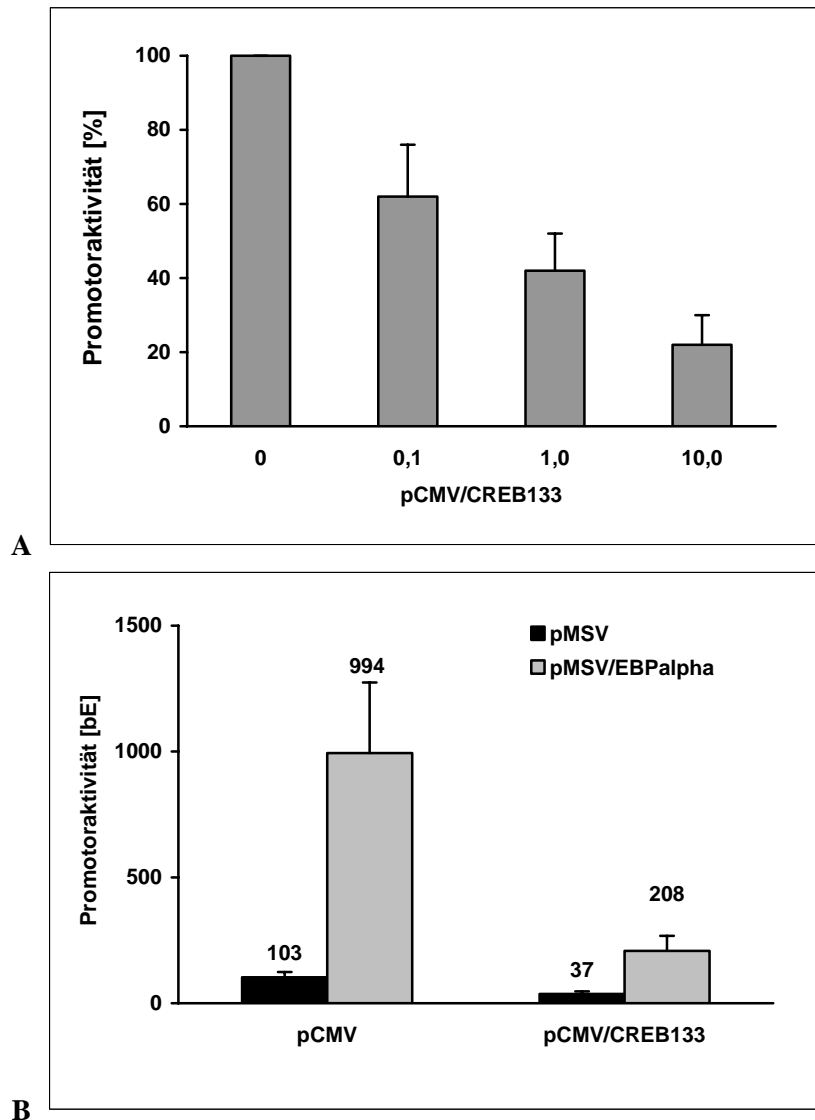 Promotoraktivität [%]
100
80
60
40
20
0
0 0,1 1,0 10,0
pCMV/CREB133
A
Promotoraktivität [bE]
1500
1000
500
0
pMSV
pMSV/EBPalpha
994
103
208
37
pCMV pCMV/CREB133
B